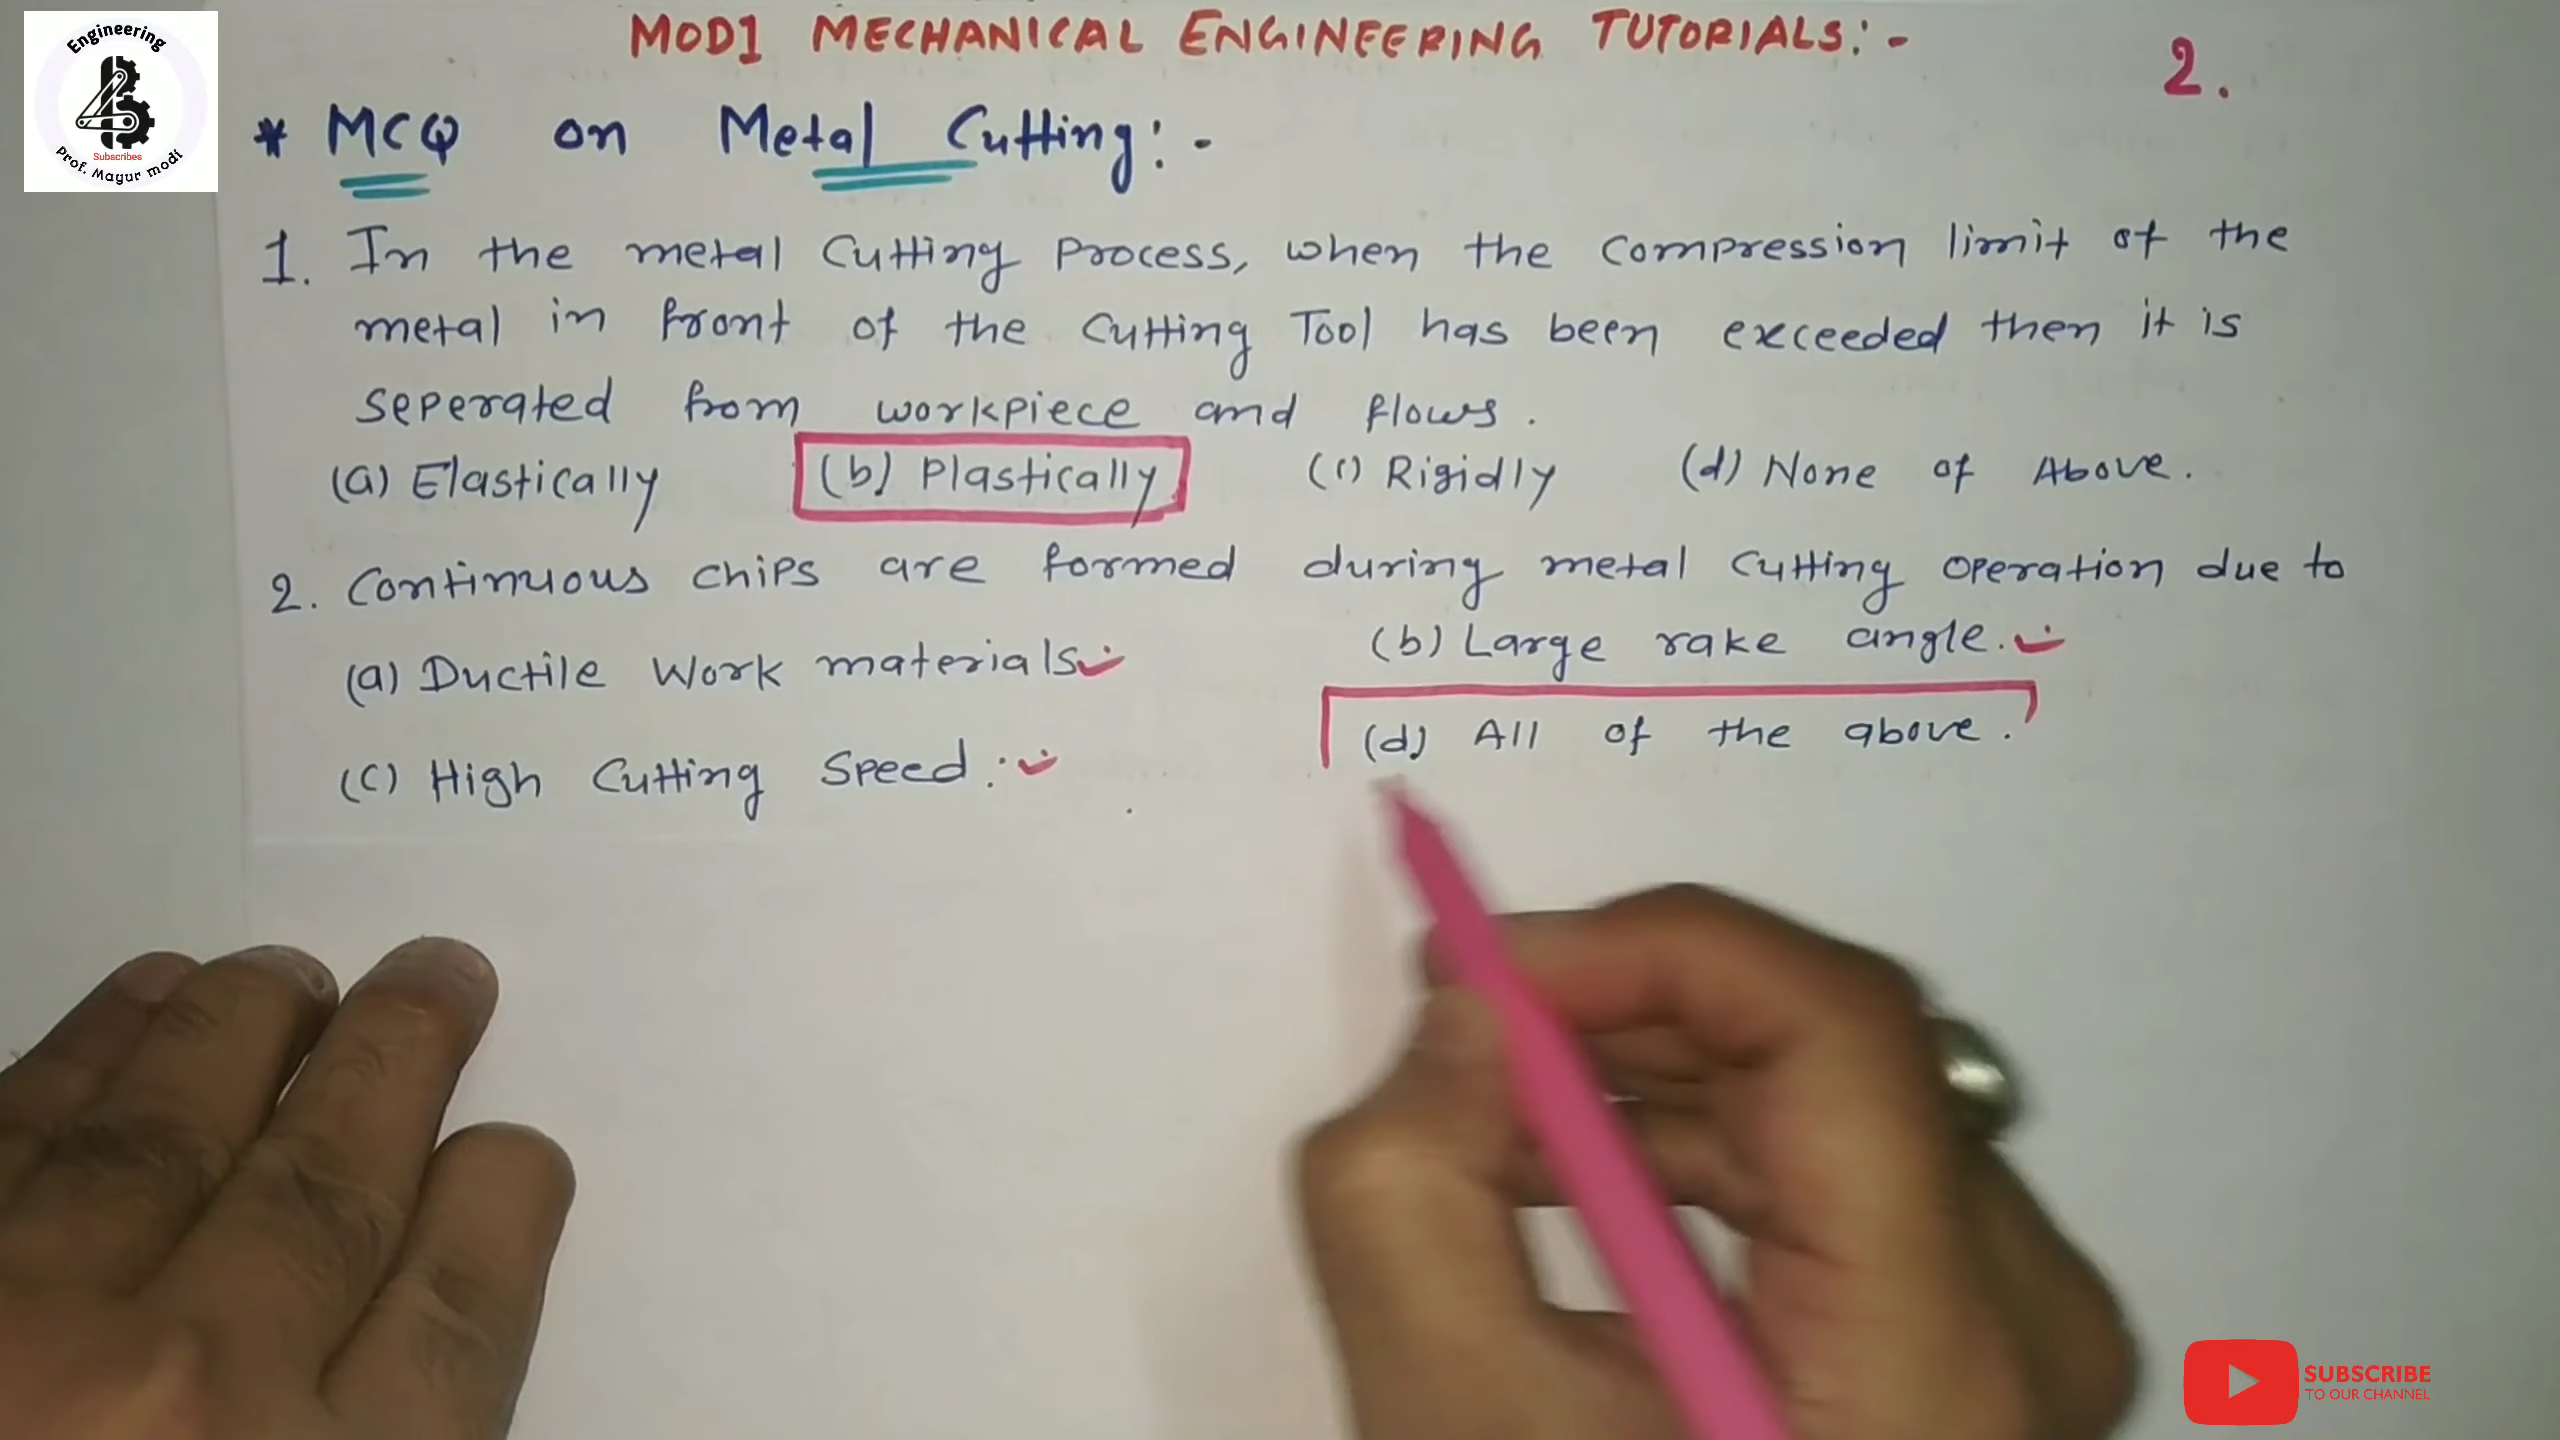 Engineering
Subscribes
Prof. Mayur modi
MODI MECHANICAL ENGINEERING TUTORIALS:-
2.
* MCQ on Metal Cutting:-
1. In the metal cutting process, when the compression limit of the
metal in front of the cutting Tool has been exceeded then it is
seperated from workpiece and flows.
(a) Elastically (b) Plastically (c) Rigidly (d) None of Above.
2. Continuous chips are formed during metal cutting operation due to
(a) Ductile work materials (b) Large rake angle.
(c) High cutting speed. (d) All of the above.
SUBSCRIBE
TO OUR CHANNEL